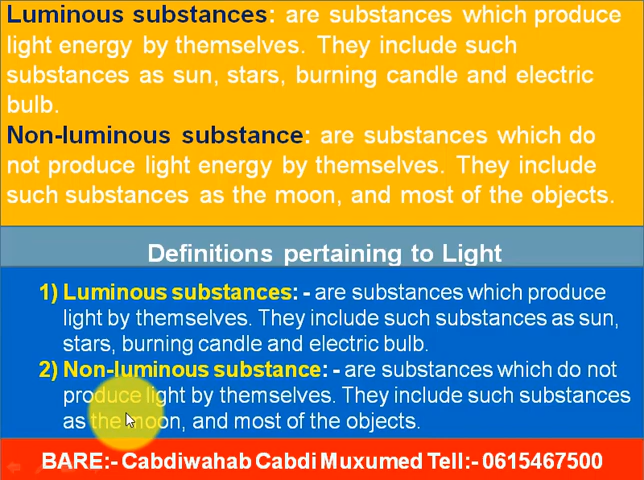 Luminous substances: are substances which produce
light energy by themselves. They include such
substances as sun, stars, burning candle and electric
bulb.
Non-luminous substance: are substances which do
not produce light energy by themselves. They include
such substances as the moon, and most of the objects.
Definitions pertaining to Light
1) Luminous substances: - are substances which produce
light by themselves. They include such substances as sun,
stars, burning candle and electric bulb.
2) Non-luminous substance: - are substances which do not
produce light by themselves. They include such substances
as the moon, and most of the objects.
BARE:- Cabdiwahab Cabdi Muxumed Tell:- 0615467500